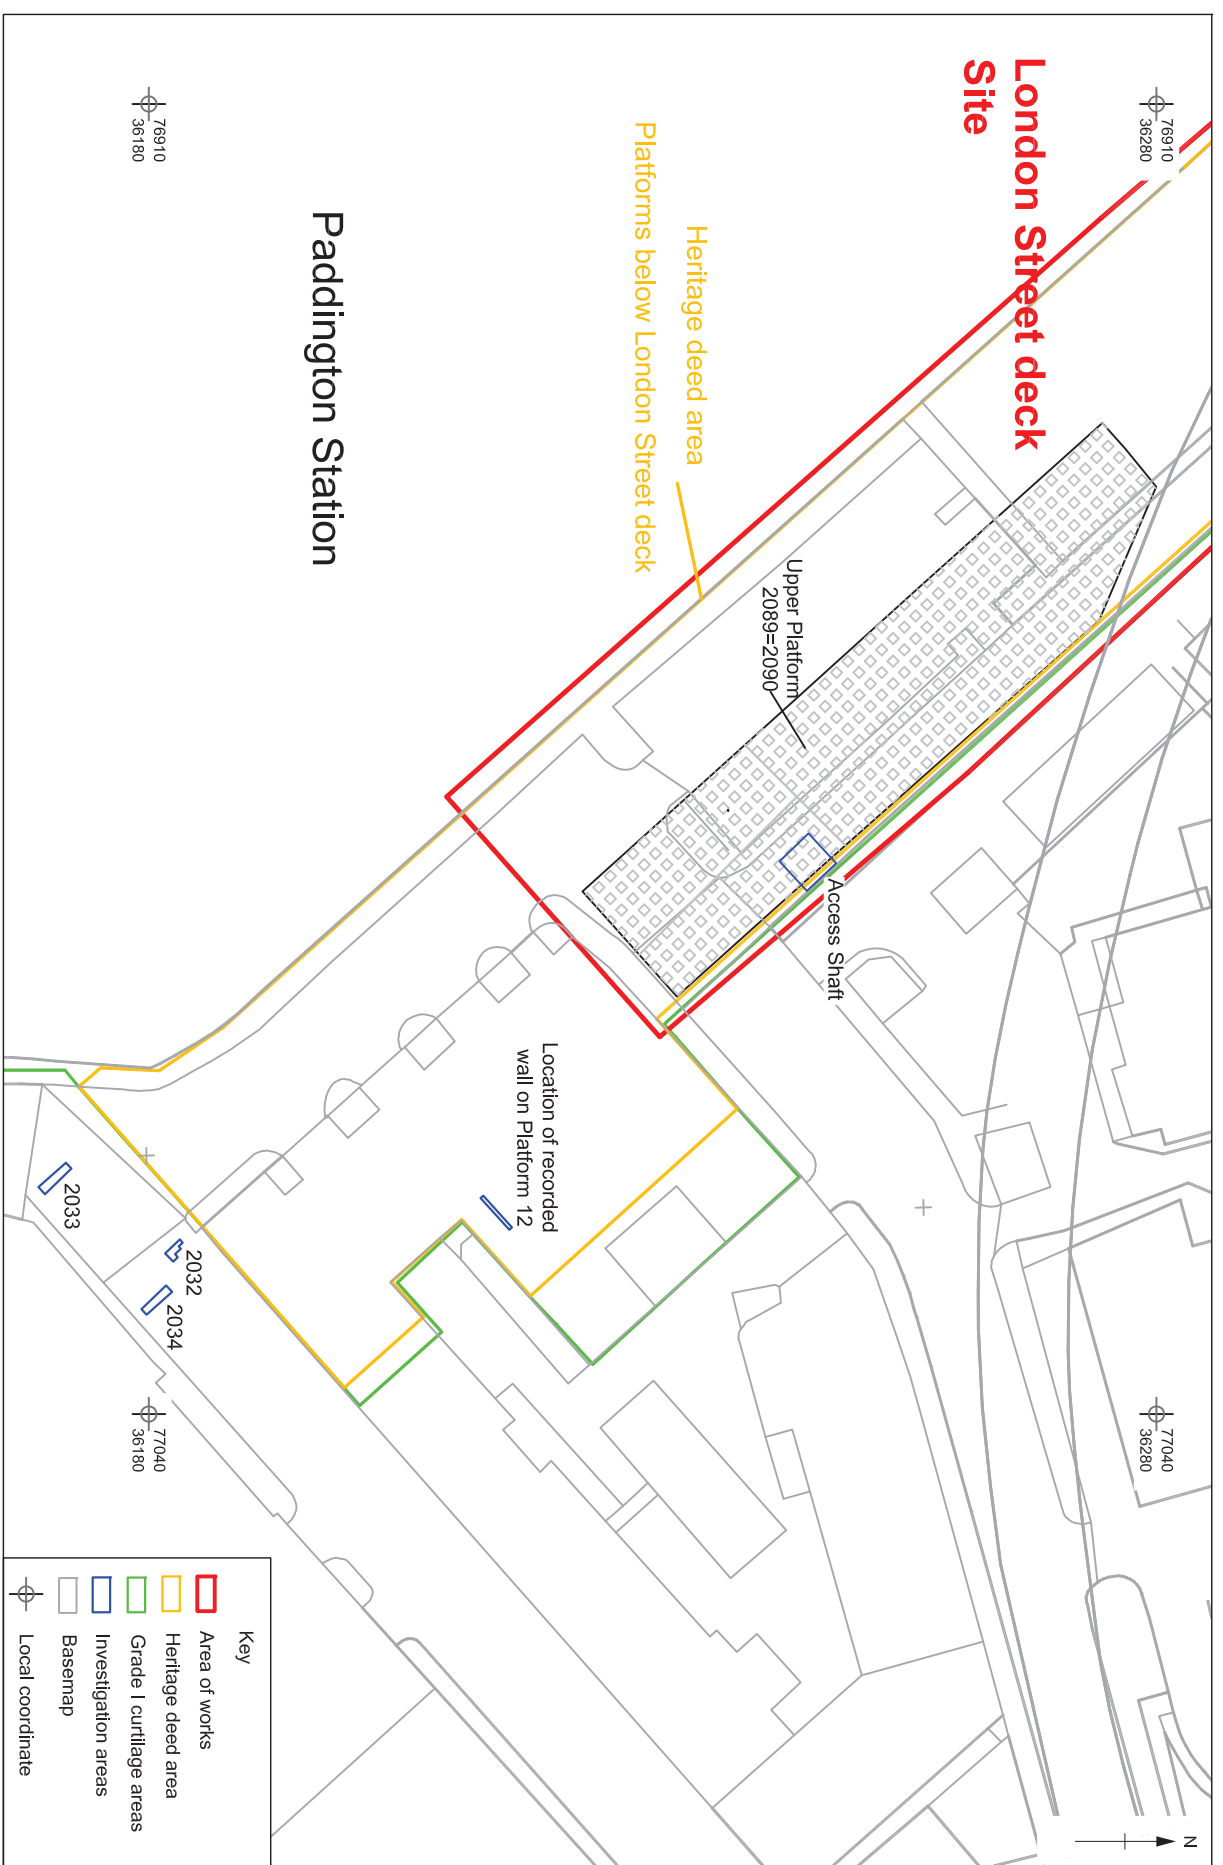 London Street deck
Site
76910
36280
77040
36280
N
Heritage deed area
Platforms below London Street deck
Upper Platform
2089=2090
Access Shaft
Location of recorded
wall on Platform 12
Paddington Station
76910
36180
2033
2032
2034
77040
36180
Key
Area of works
Heritage deed area
Grade I curtilage areas
Investigation areas
Basemap
Local coordinate